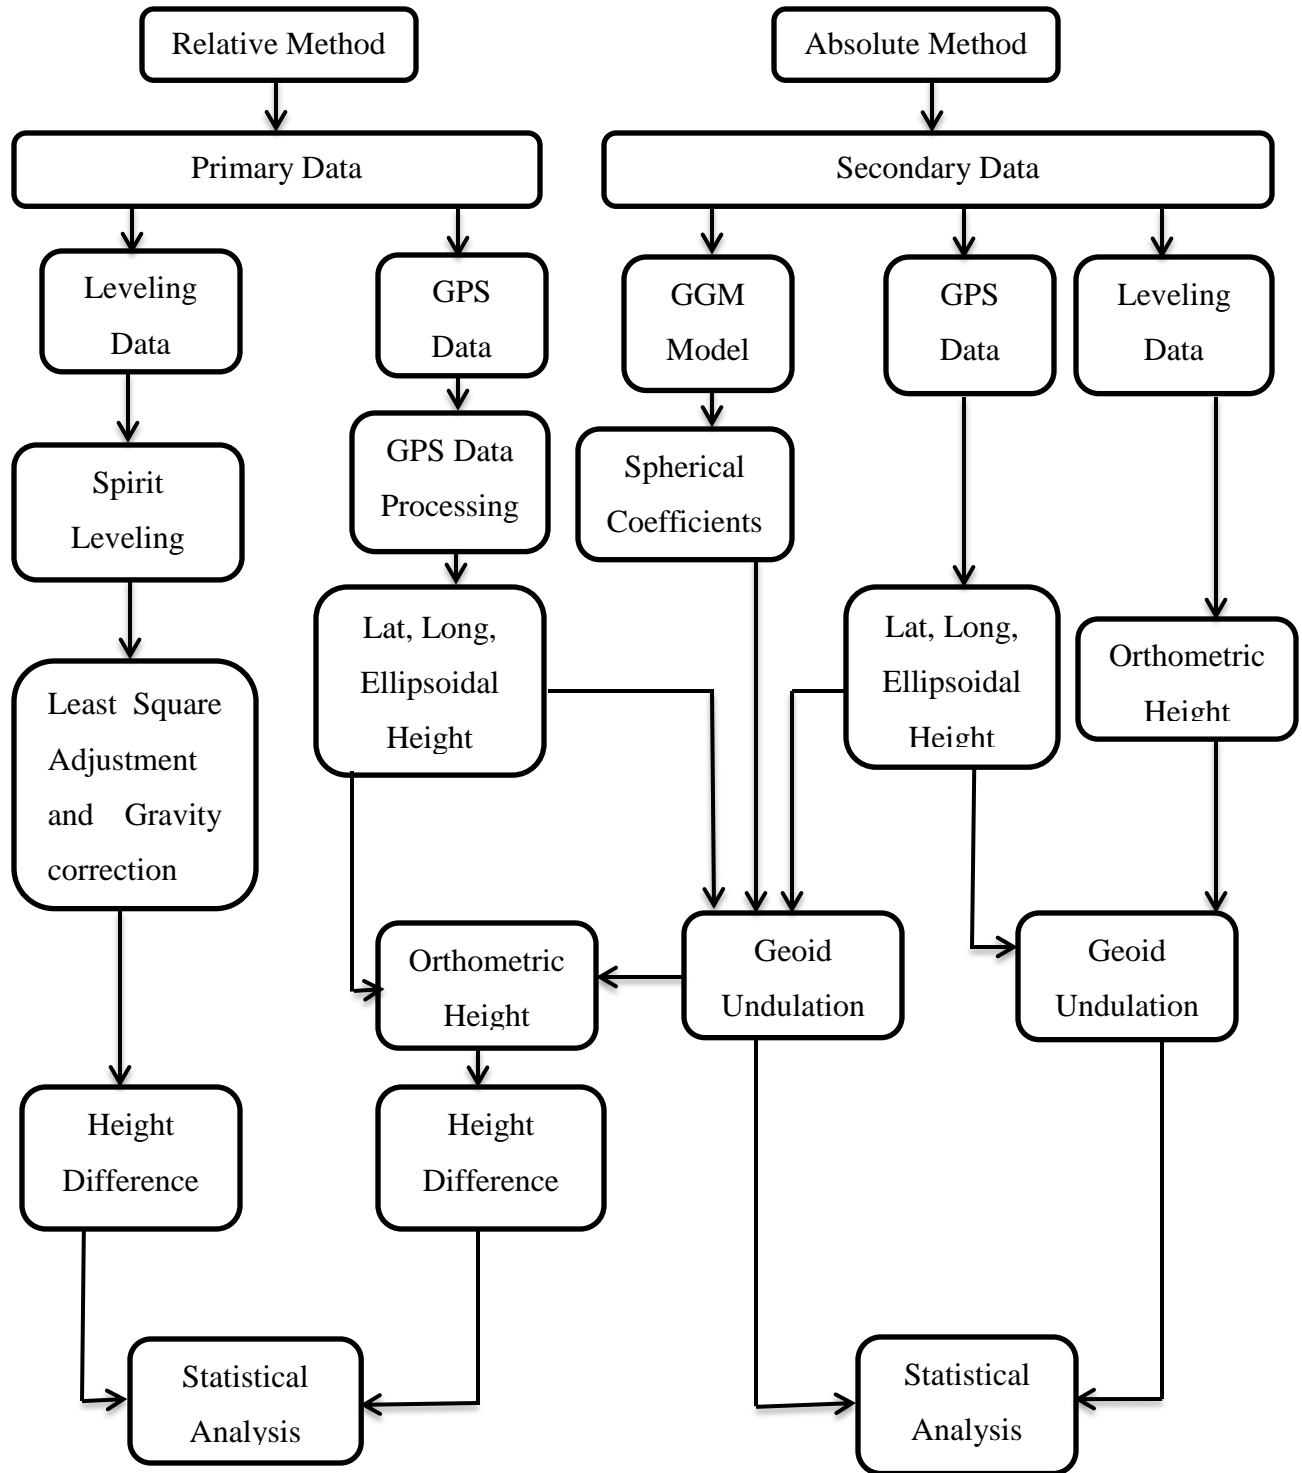 Relative Method
Absolute Method
Primary Data
Secondary Data
Leveling
Data
GPS
Data
GGM
Model
GPS
Data
Leveling
Data
Spirit
Leveling
GPS Data
Processing
Spherical
Coefficients
Least Square
Adjustment
and Gravity
correction
Lat, Long,
Ellipsoidal
Height
Lat, Long,
Ellipsoidal
Height
Orthometric
Height
Orthometric
Height
Geoid
Undulation
Geoid
Undulation
Height
Difference
Height
Difference
Statistical
Analysis
Statistical
Analysis